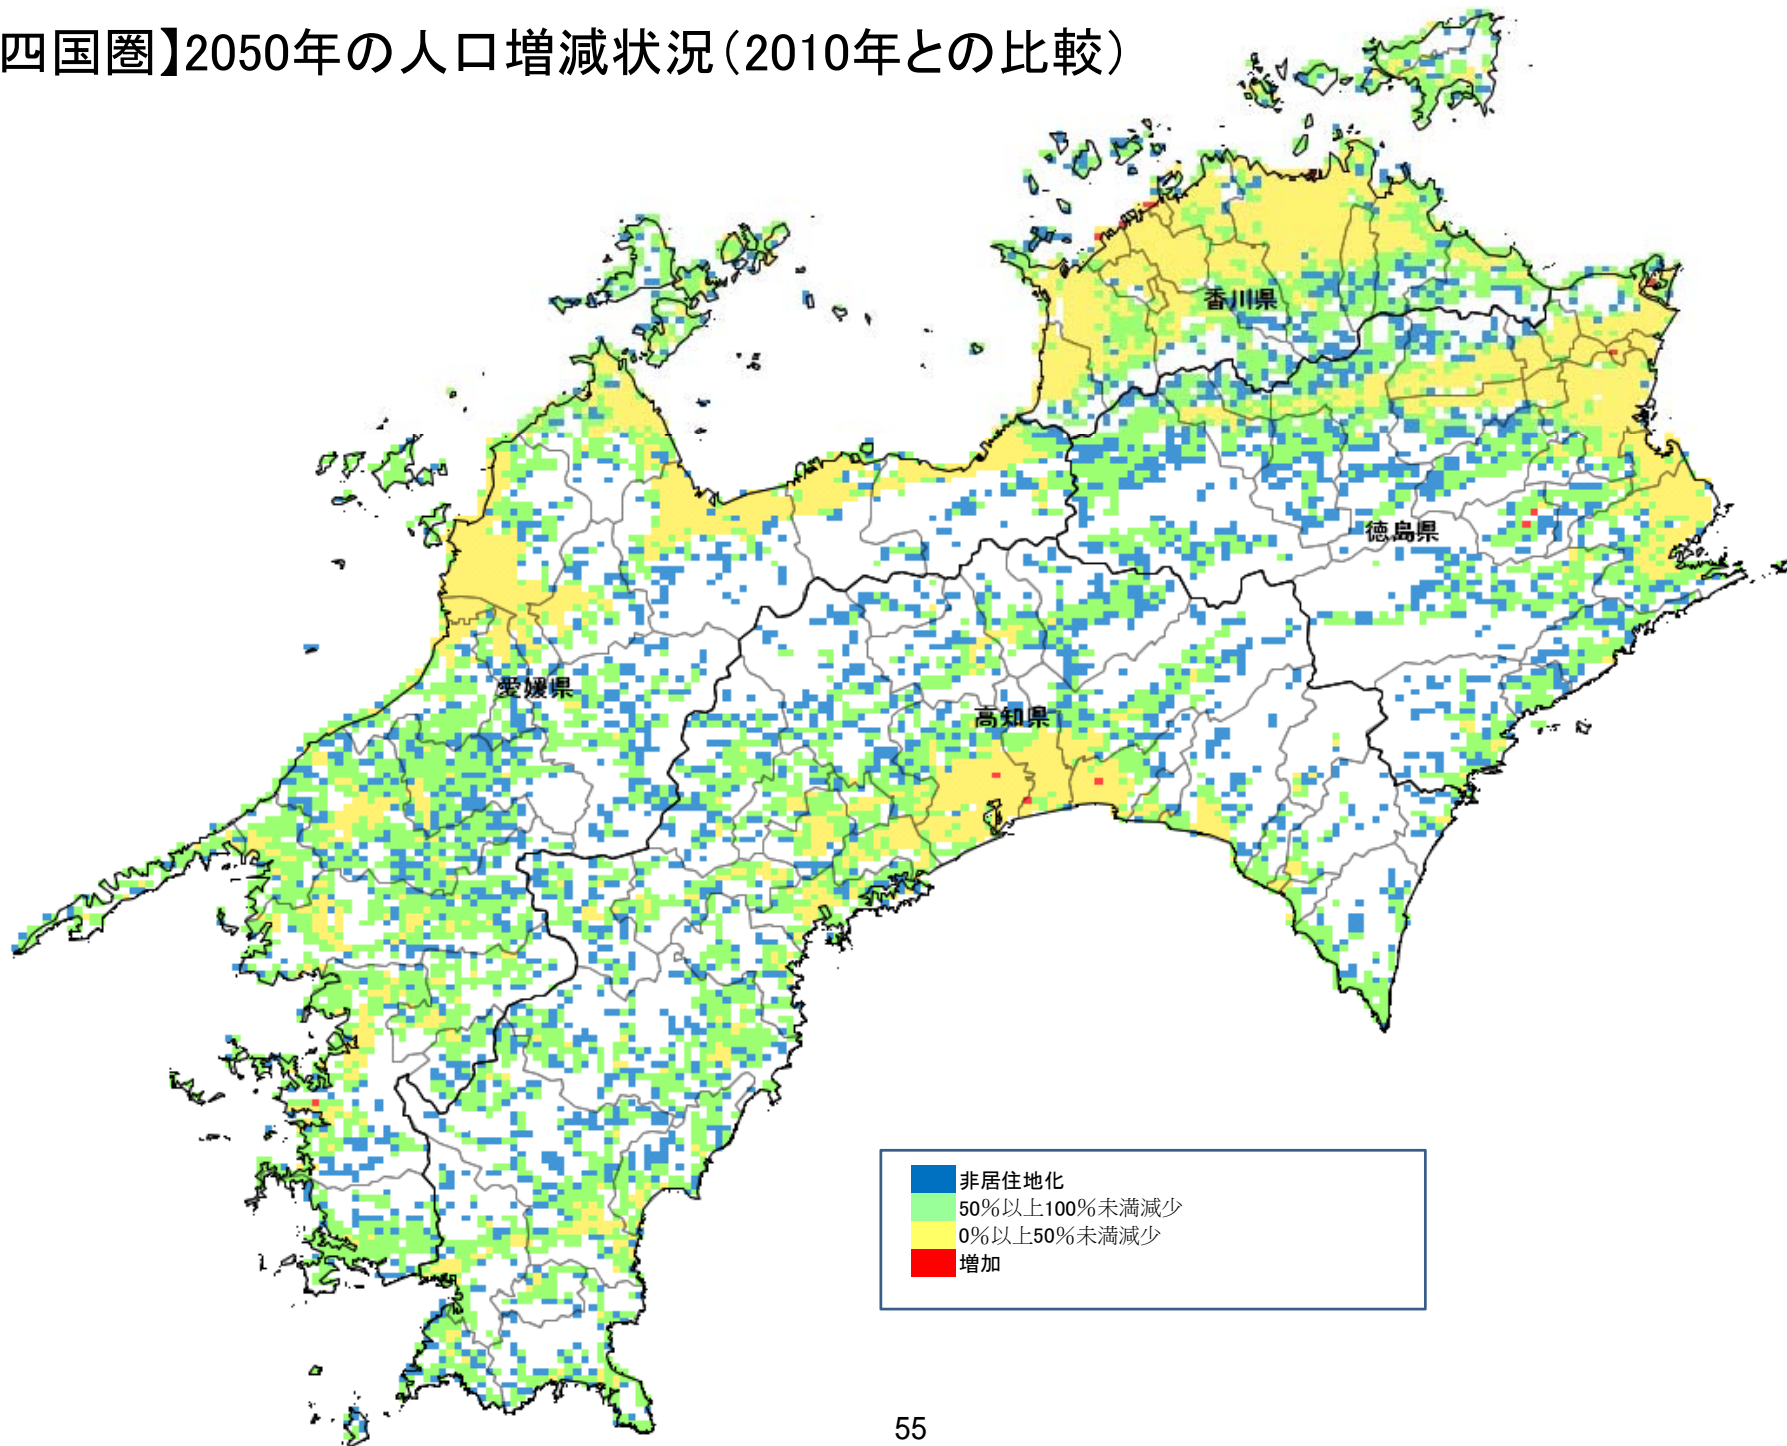 四国圏】2050年の人口増減状況（2010年との比較）
香川県
徳島県
愛媛県
高知県
非居住地化
50％以上100％未満減少
0％以上50％未満減少
増加
55